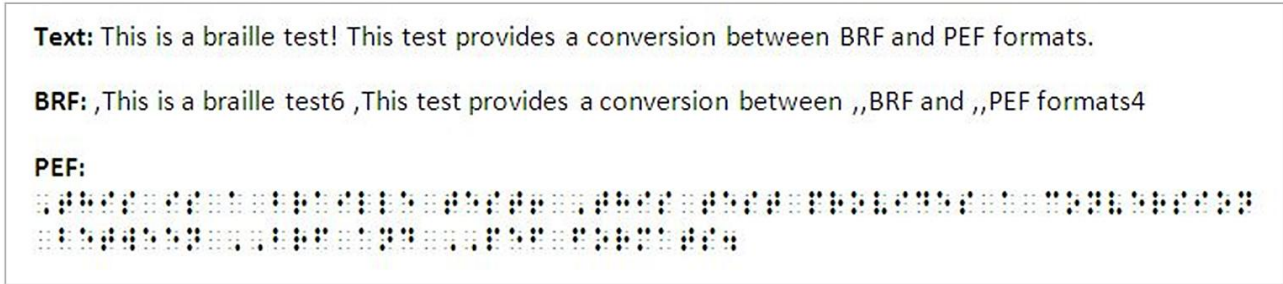 Text: This is a braille test! This test provides a conversion between BRF and PEF formats.
BRF: ,This is a braille test6 ,This test provides a conversion between ,,BRF and ,,PEF formats4
PEF:
⠠⠞⠓⠊⠎⠀⠊⠎⠀⠁⠀⠃⠗⠁⠊⠇⠇⠑⠀⠞⠑⠎⠞⠖⠀⠠⠞⠓⠊⠎⠀⠞⠑⠎⠞⠀⠏⠗⠕⠧⠊⠙⠑⠎⠀⠁⠀⠉⠕⠝⠧⠑⠗⠎⠊⠕⠝
⠀⠃⠑⠞⠺⠑⠑⠝⠀⠠⠠⠃⠗⠋⠀⠁⠝⠙⠀⠠⠠⠏⠑⠋⠀⠋⠕⠗⠍⠁⠞⠎⠲